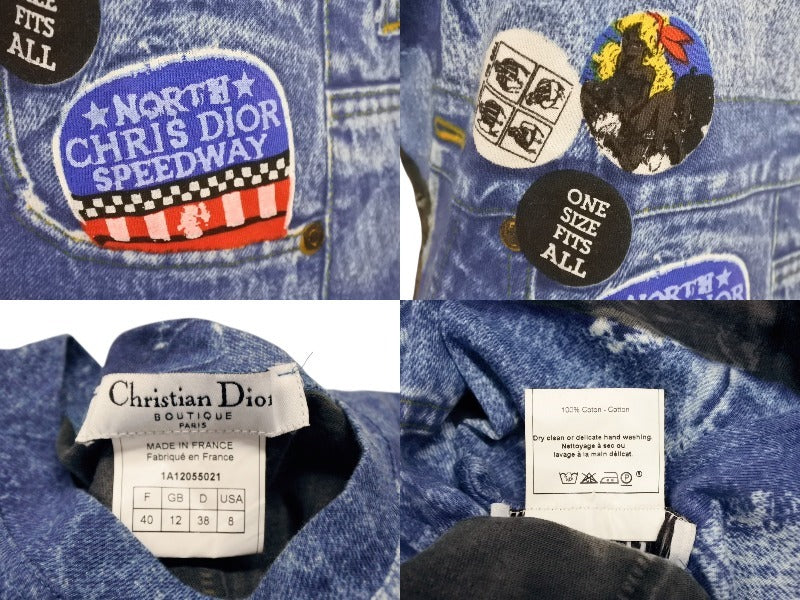 ZE
FITS
ALL
NORTH
CHRIS DIOR
SPEEDWAY
ONE
SIZE
FITS
ALL
NORTH
DIOR
Christian Dior
BOUTIQUE
PARIS
MADE IN FRANCE
Fabriqué en France
1A12055021
F GB D USA
40 12 38 8
100% Coton - Cotton
Dry clean or delicate hand washing.
Nettoyage à sec ou
lavage à la main délicat.
P